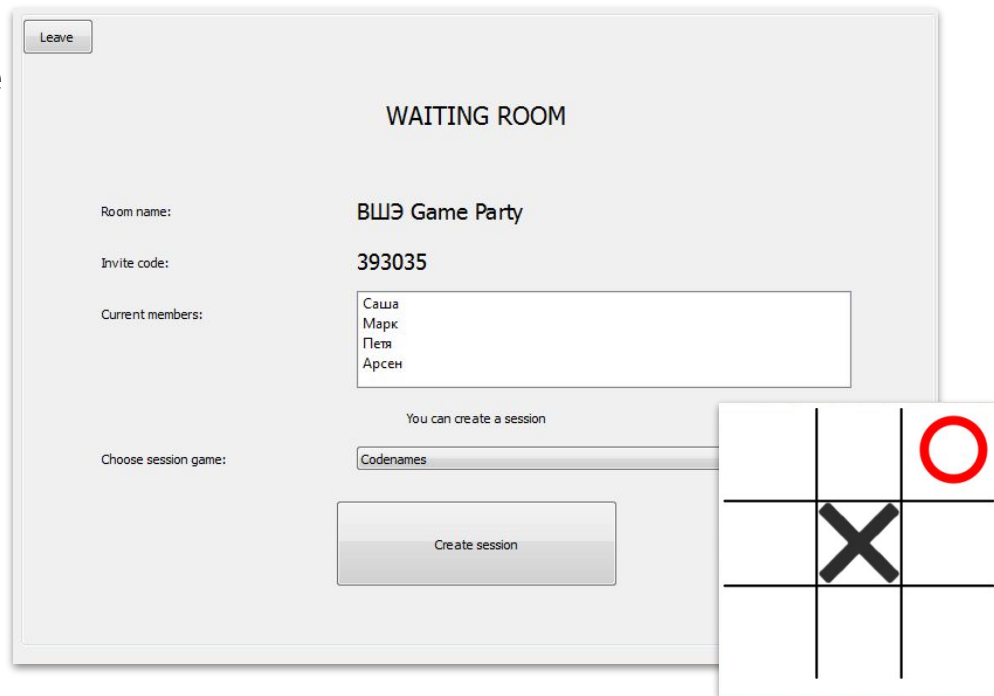 Leave
WAITING ROOM
Room name:
ВШЭ Game Party
Invite code:
393035
Current members:
Саша
Марк
Петя
Арсен
You can create a session
Choose session game:
Codenames
Create session